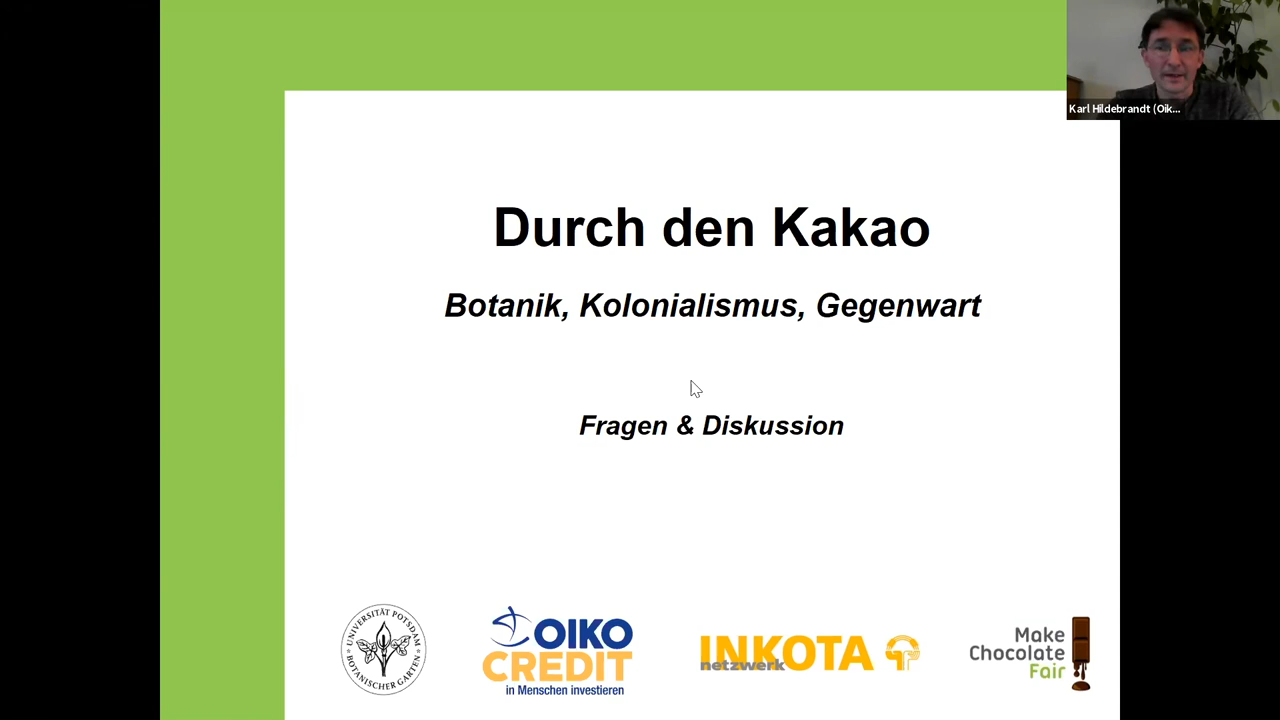 Karl Hildebrandt (Oik...
Durch den Kakao
Botanik, Kolonialismus, Gegenwart
Fragen & Diskussion
UNIVERSITÄT POTSDAM
BOTANISCHER GARTEN
OIKO
CREDIT
in Menschen investieren
INKOTA
netzwerk
Make
Chocolate
Fair